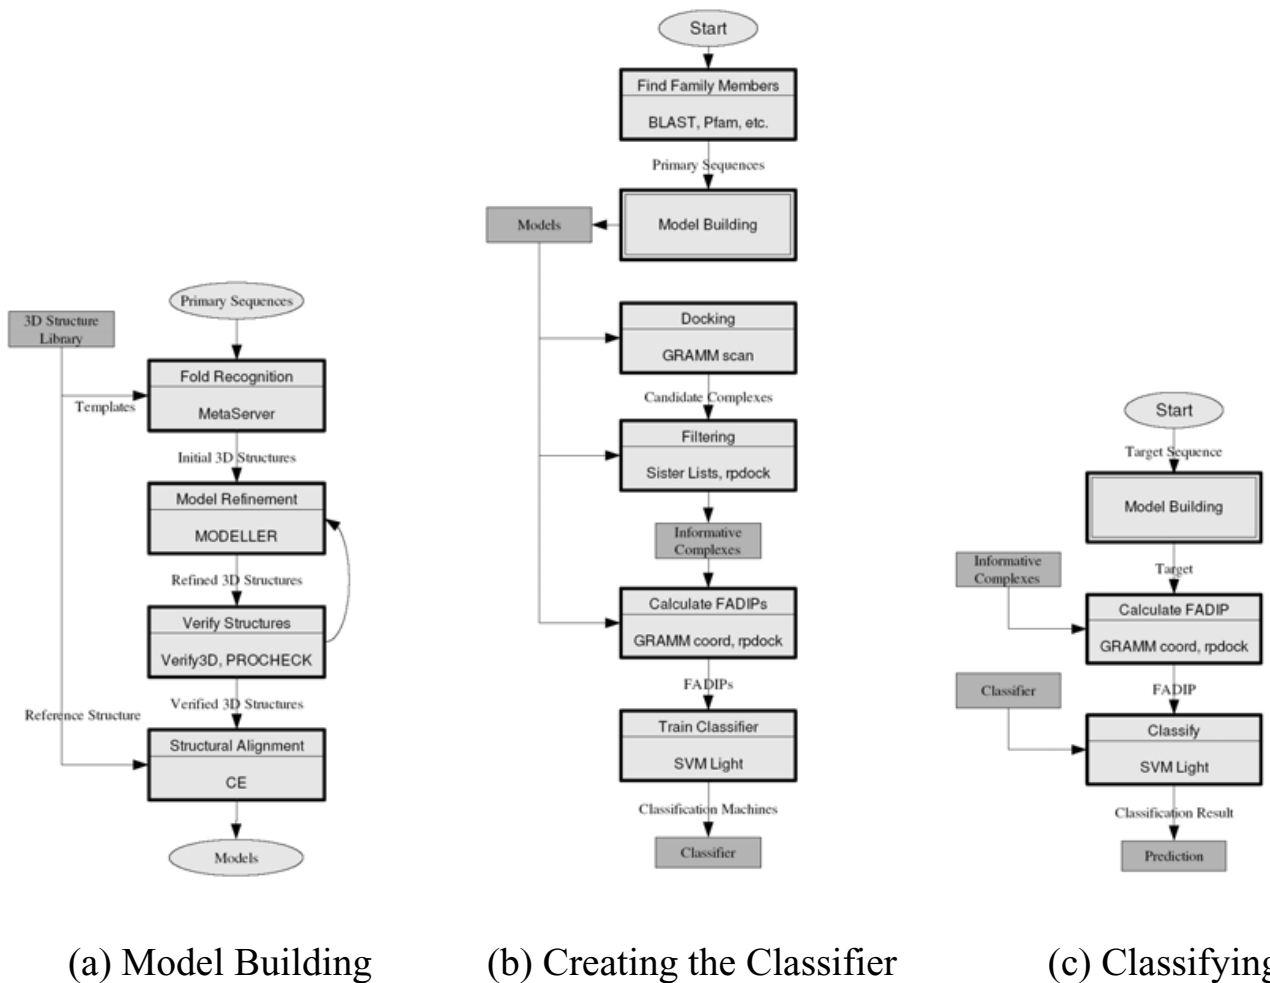 Primary Sequences
3D Structure
Library
Fold Recognition
MetaServer
Templates
Initial 3D Structures
Model Refinement
MODELLER
Refined 3D Structures
Verify Structures
Verify3D, PROCHECK
Verified 3D Structures
Reference Structure
Structural Alignment
CE
Models
(a) Model Building
Start
Find Family Members
BLAST, Pfam, etc.
Primary Sequences
Model Building
Models
Docking
GRAMM scan
Candidate Complexes
Filtering
Sister Lists, rpdock
Informative
Complexes
Calculate FADIPs
GRAMM coord, rpdock
FADIPs
Train Classifier
SVM Light
Classification Machines
Classifier
(b) Creating the Classifier
Start
Target Sequence
Model Building
Target
Informative
Complexes
Calculate FADIP
GRAMM coord, rpdock
FADIP
Classifier
Classify
SVM Light
Classification Result
Prediction
(c) Classifying